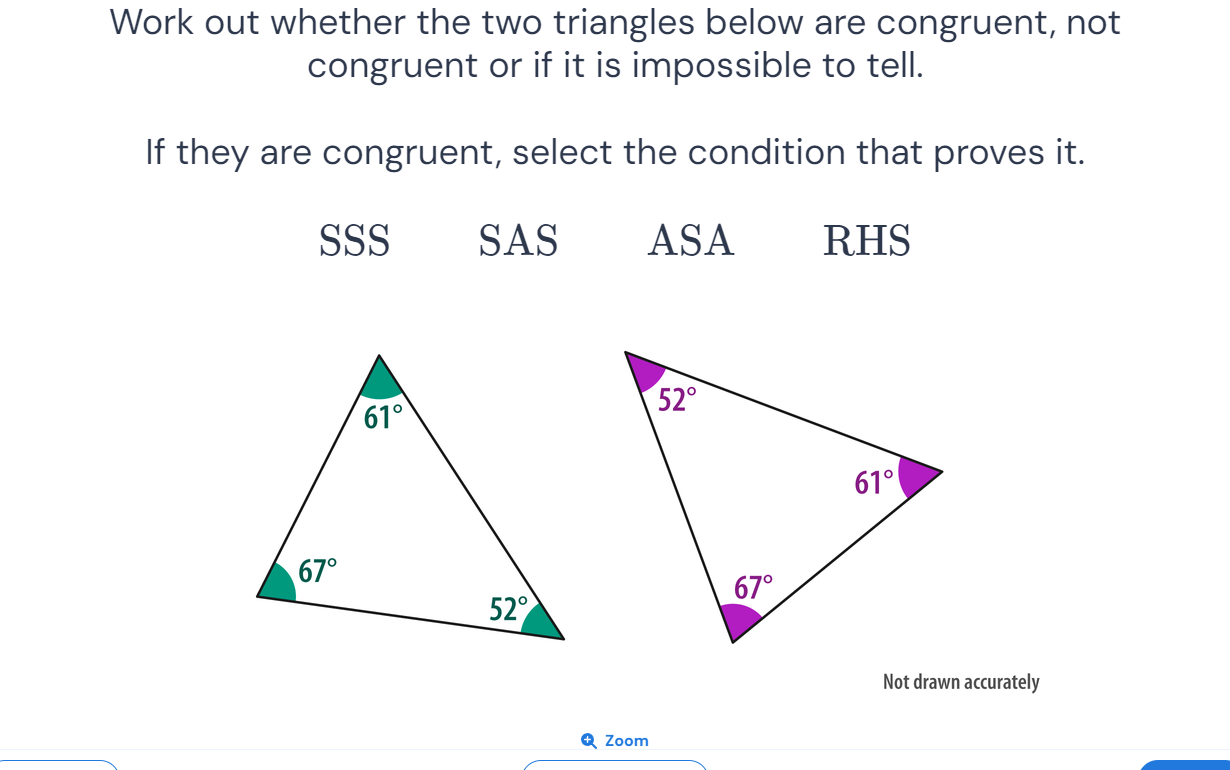 Work out whether the two triangles below are congruent, not
congruent or if it is impossible to tell.
If they are congruent, select the condition that proves it.
SSS SAS ASA RHS
61°
67°
52°
52°
61°
67°
Not drawn accurately
Zoom